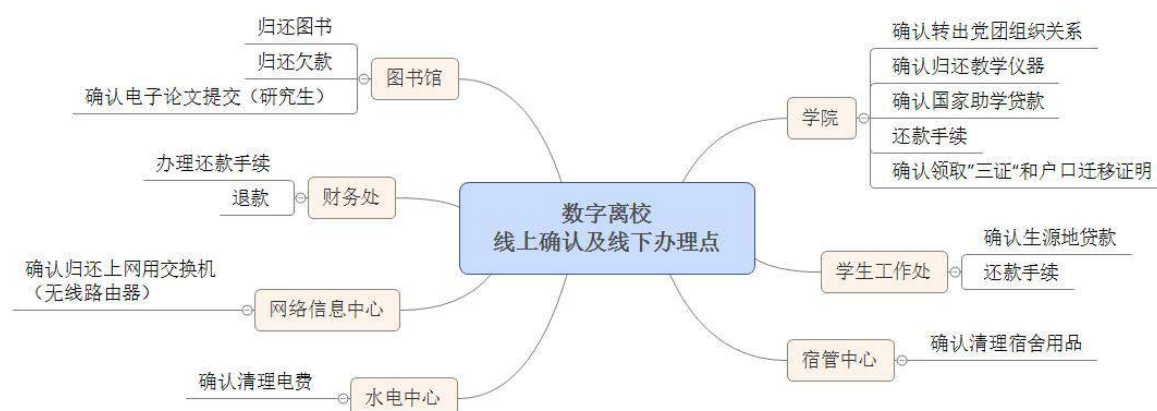 数字离校
线上确认及线下办理点
图书馆
归还图书
归还欠款
确认电子论文提交（研究生）
财务处
办理还款手续
退款
网络信息中心
确认归还上网用交换机
（无线路由器）
水电中心
确认清理电费
学院
确认转出党团组织关系
确认归还教学仪器
确认国家助学贷款
还款手续
确认领取”三证“和户口迁移证明
学生工作处
确认生源地贷款
还款手续
宿管中心
确认清理宿舍用品